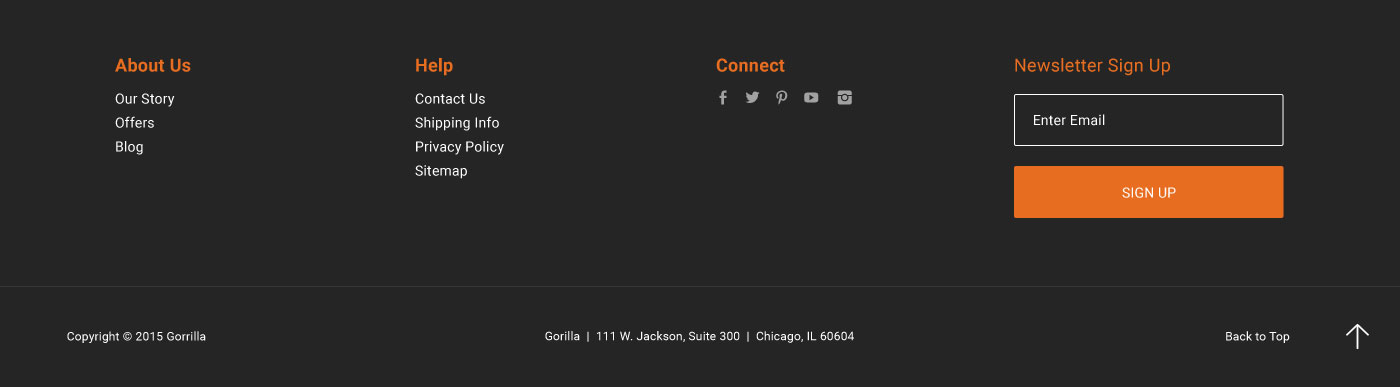 About Us
Our Story
Offers
Blog
Help
Contact Us
Shipping Info
Privacy Policy
Sitemap
Connect
Newsletter Sign Up
Enter Email
SIGN UP
Copyright © 2015 Gorrilla
Gorilla | 111 W. Jackson, Suite 300 | Chicago, IL 60604
Back to Top